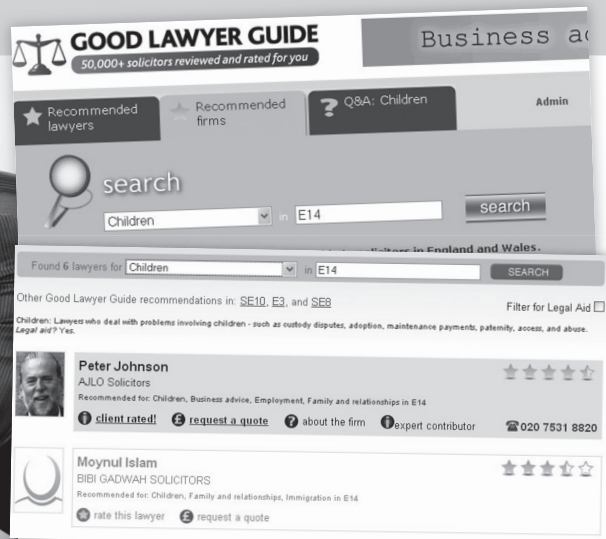 GOOD LAWYER GUIDE
50,000+ solicitors reviewed and rated for you
Business
Recommended lawyers
Recommended firms
Q&A: Children
Admin
search
Children in E14 search
solicitors in England and Wales.
Found 6 lawyers for Children in E14 SEARCH
Other Good Lawyer Guide recommendations in: SE10, E3, and SE8
Filter for Legal Aid
Children: Lawyers who deal with problems involving children - such as custody disputes, adoption, maintenance payments, paternity, access, and abuse.
Legal aid? Yes.
Peter Johnson
AJLO Solicitors
Recommended for: Children, Business advice, Employment, Family and relationships in E14
client rated! £ request a quote ? about the firm expert contributor 020 7531 8820
Moynul Islam
BIBI GADWAH SOLICITORS
Recommended for: Children, Family and relationships, Immigration in E14
rate this lawyer £ request a quote